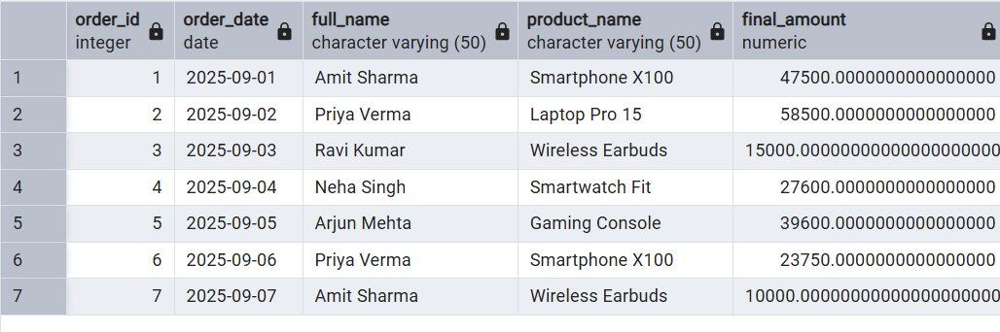 order_id order_date full_name product_name final_amount
integer date character varying (50) character varying (50) numeric
1 1 2025-09-01 Amit Sharma Smartphone X100 47500.0000000000000000
2 2 2025-09-02 Priya Verma Laptop Pro 15 58500.0000000000000000
3 3 2025-09-03 Ravi Kumar Wireless Earbuds 15000.00000000000000000000
4 4 2025-09-04 Neha Singh Smartwatch Fit 27600.0000000000000000
5 5 2025-09-05 Arjun Mehta Gaming Console 39600.0000000000000000
6 6 2025-09-06 Priya Verma Smartphone X100 23750.0000000000000000
7 7 2025-09-07 Amit Sharma Wireless Earbuds 10000.00000000000000000000